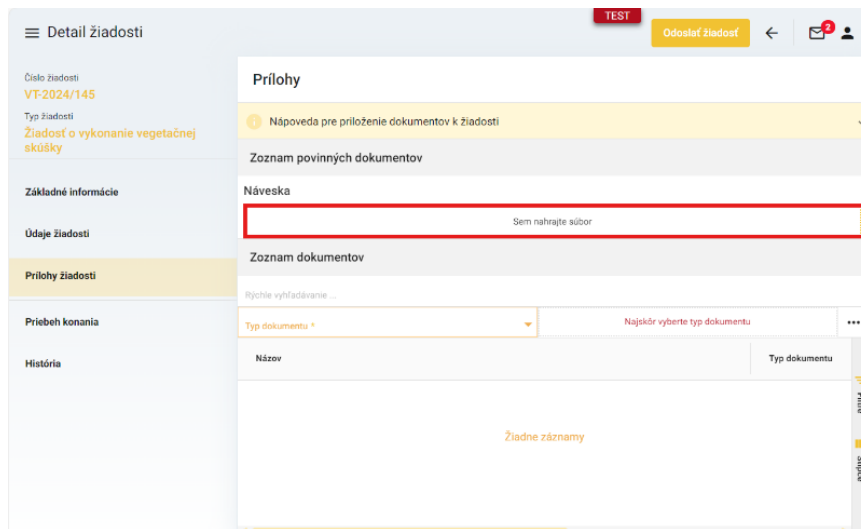 TEST
Detail žiadosti
Odoslať žiadosť
2
Číslo žiadosti
VT-2024/145
Typ žiadosti
Žiadosť o vykonanie vegetačnej
skúšky
Základné informácie
Údaje žiadosti
Prílohy žiadosti
Priebeh konania
História
Prílohy
Nápoveda pre priloženie dokumentov k žiadosti
Zoznam povinných dokumentov
Náveska
Sem nahrajte súbor
Zoznam dokumentov
Rýchle vyhľadávanie ...
Typ dokumentu *
Najskôr vyberte typ dokumentu
Názov
Typ dokumentu
Žiadne záznamy